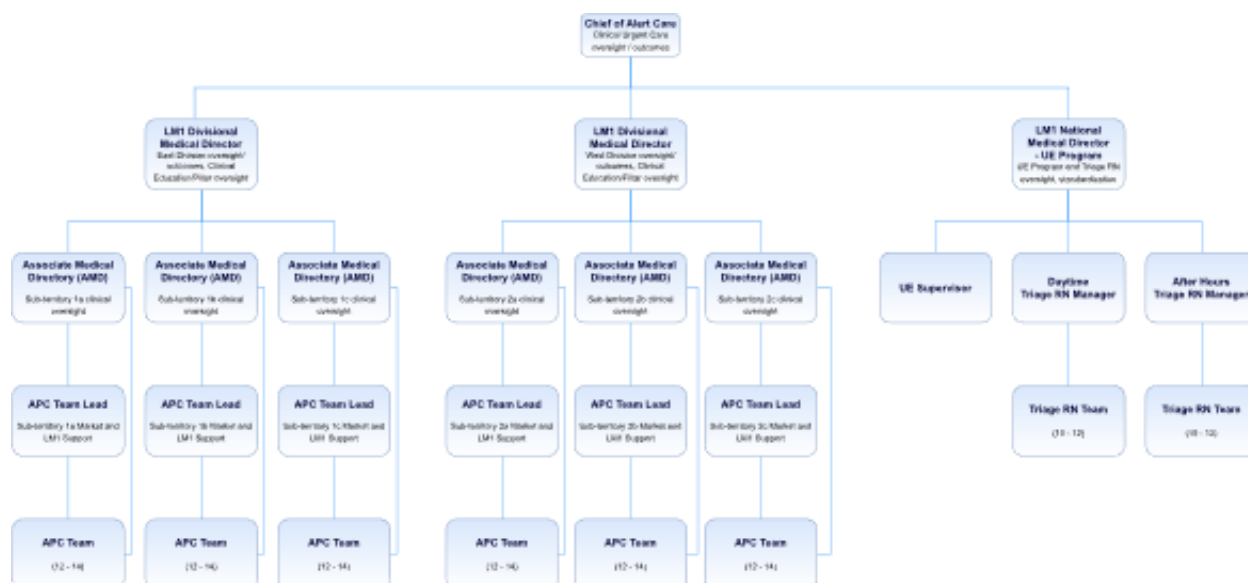 Chief of Alert Care
Clinical Urgent Care
oversight / outcomes
LM1 Divisional
Medical Director
East Division oversight/
outcomes, Clinical
Education/Pillar oversight
LM1 Divisional
Medical Director
West Division oversight/
outcomes, Clinical
Education/Pillar oversight
LM1 National
Medical Director
- UE Program
UE Program and Triage RN
oversight, standardization
Associate Medical
Directory (AMD)
Sub-territory 1a clinical
oversight
Associate Medical
Directory (AMD)
Sub-territory 1b clinical
oversight
Associate Medical
Directory (AMD)
Sub-territory 1c clinical
oversight
Associate Medical
Directory (AMD)
Sub-territory 2a clinical
oversight
Associate Medical
Directory (AMD)
Sub-territory 2b clinical
oversight
Associate Medical
Directory (AMD)
Sub-territory 2c clinical
oversight
UE Supervisor
Daytime
Triage RN Manager
After Hours
Triage RN Manager
APC Team Lead
Sub-territory 1a Market and
LM1 Support
APC Team Lead
Sub-territory 1b Market and
LM1 Support
APC Team Lead
Sub-territory 1c Market and
LM1 Support
APC Team Lead
Sub-territory 2a Market and
LM1 Support
APC Team Lead
Sub-territory 2b Market and
LM1 Support
APC Team Lead
Sub-territory 2c Market and
LM1 Support
Triage RN Team
(10 - 12)
Triage RN Team
APC Team
(12 - 14)
APC Team
(12 - 14)
APC Team
(12 - 14)
APC Team
(12 - 14)
APC Team
(12 - 14)
APC Team
(12 - 14)